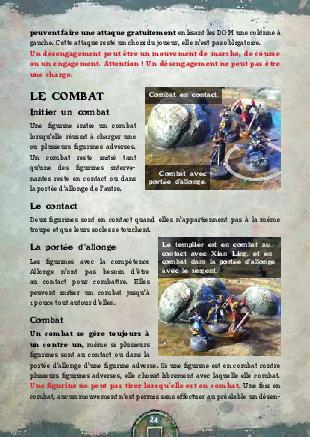 peuvent faire une attaque gratuitement en lisant les DOM une colonne à
gauche. Cette attaque reste un choix du joueur, elle n'est pas obligatoire.
Un désengagement peut être un mouvement de marche, de course
ou un engagement. Attention ! Un désengagement ne peut pas être
une charge.
LE COMBAT
Initier un combat
Une figurine initie un combat
lorsqu'elle réussit à charger une
ou plusieurs figurines adverses.
Un combat reste initié tant
qu'une des figurines interve-
nantes reste en contact ou dans
la portée d'allonge de l'autre.
Combat en contact.
Combat avec
portée d'allonge.
Le contact
Deux figurines sont en contact quand elles n'appartiennent pas à la même
troupe et que leurs socles se touchent.
La portée d'allonge
Les figurines avec la compétence
Allonge n'ont pas besoin d'être
au contact pour combattre. Elles
peuvent initier un combat jusqu'à
1 pouce tout autour d'elles.
Le templier est en combat au
contact avec Xian Ling, et en
combat dans la portée d'allonge
avec le sergent.
Combat
Un combat se gère toujours à
un contre un, même si plusieurs
figurines sont au contact ou dans la
portée d'allonge d'une figurine adverse. Si une figurine est en combat contre
plusieurs figurines adverses, elle choisit librement avec laquelle elle combat.
Une figurine ne peut pas tirer lorsqu'elle est en combat. Une fois en
combat, aucun mouvement n'est permis sans effectuer au préalable un désen-
24